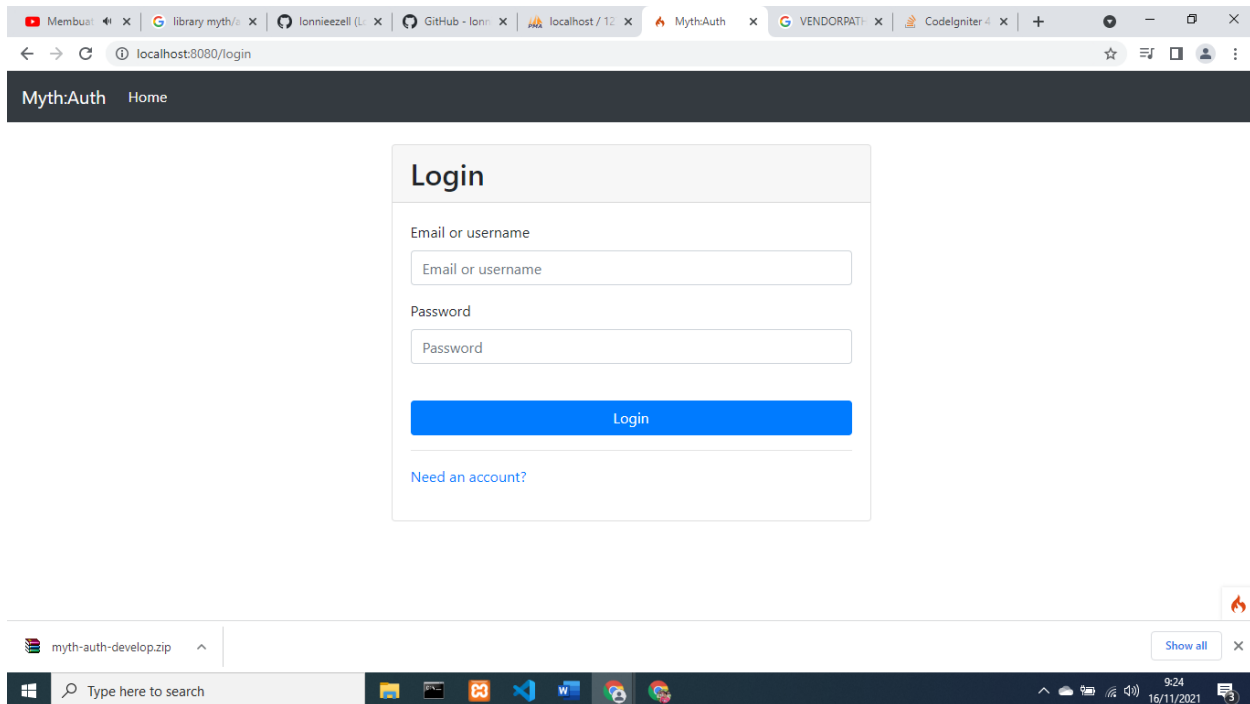 Membuat
library myth/a
lonnieezell (Lo
GitHub - lonn
localhost / 12
Myth:Auth
VENDORPATH
CodeIgniter 4
localhost:8080/login
Myth:Auth
Home
Login
Email or username
Email or username
Password
Password
Login
Need an account?
myth-auth-develop.zip
Show all
Type here to search
9:24
16/11/2021